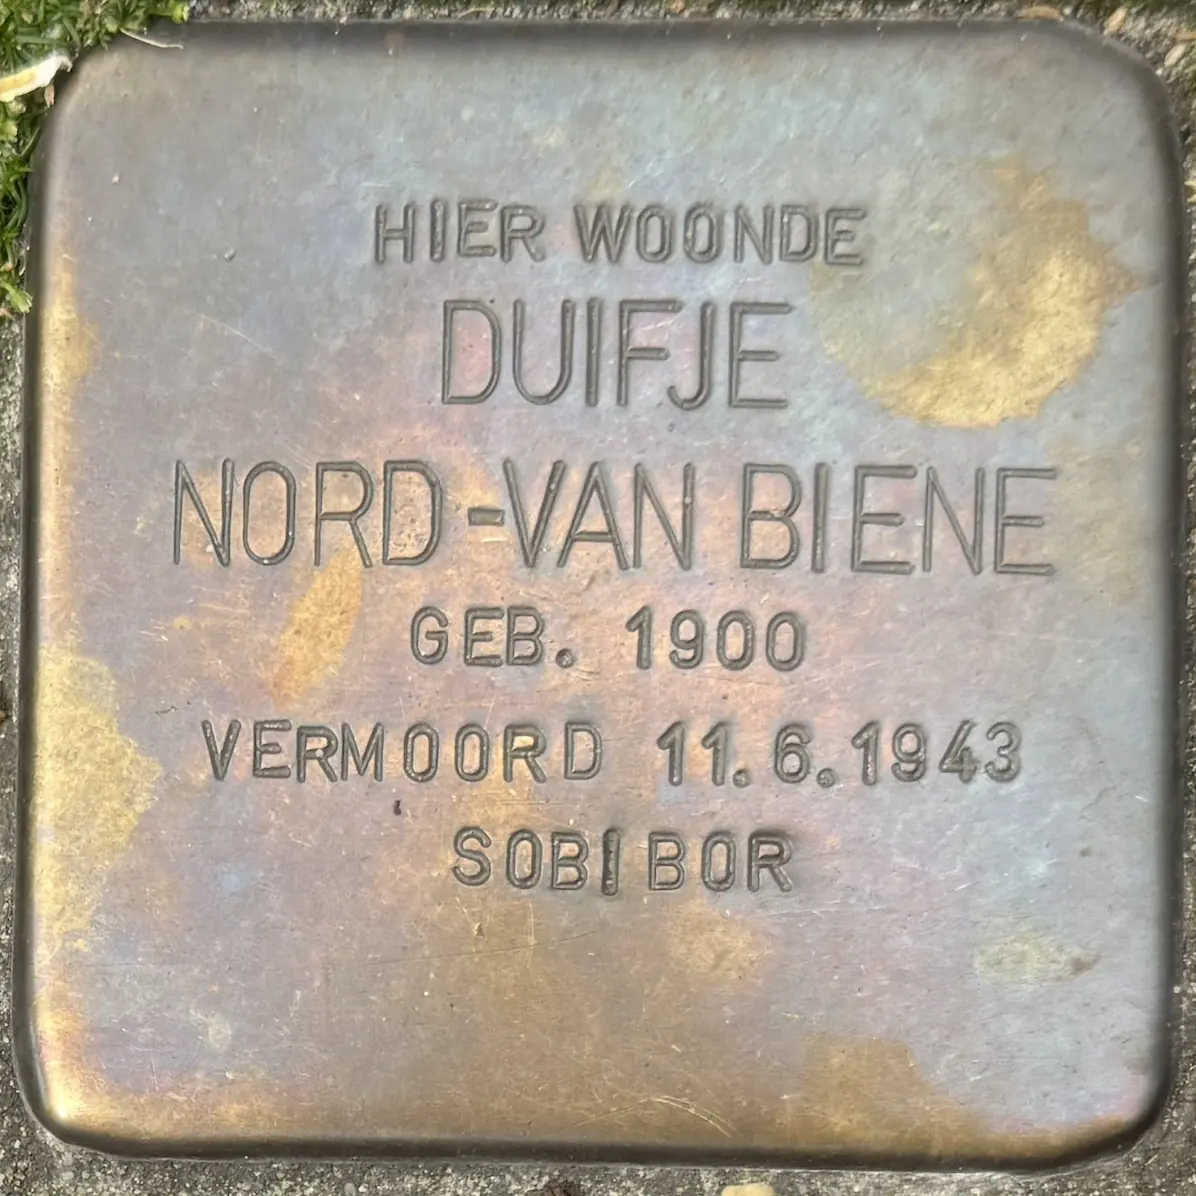 HIER WOONDE
DUIFJE
NORD-VAN BIENE
GEB. 1900
VERMOORD 11.6.1943
SOBIBOR